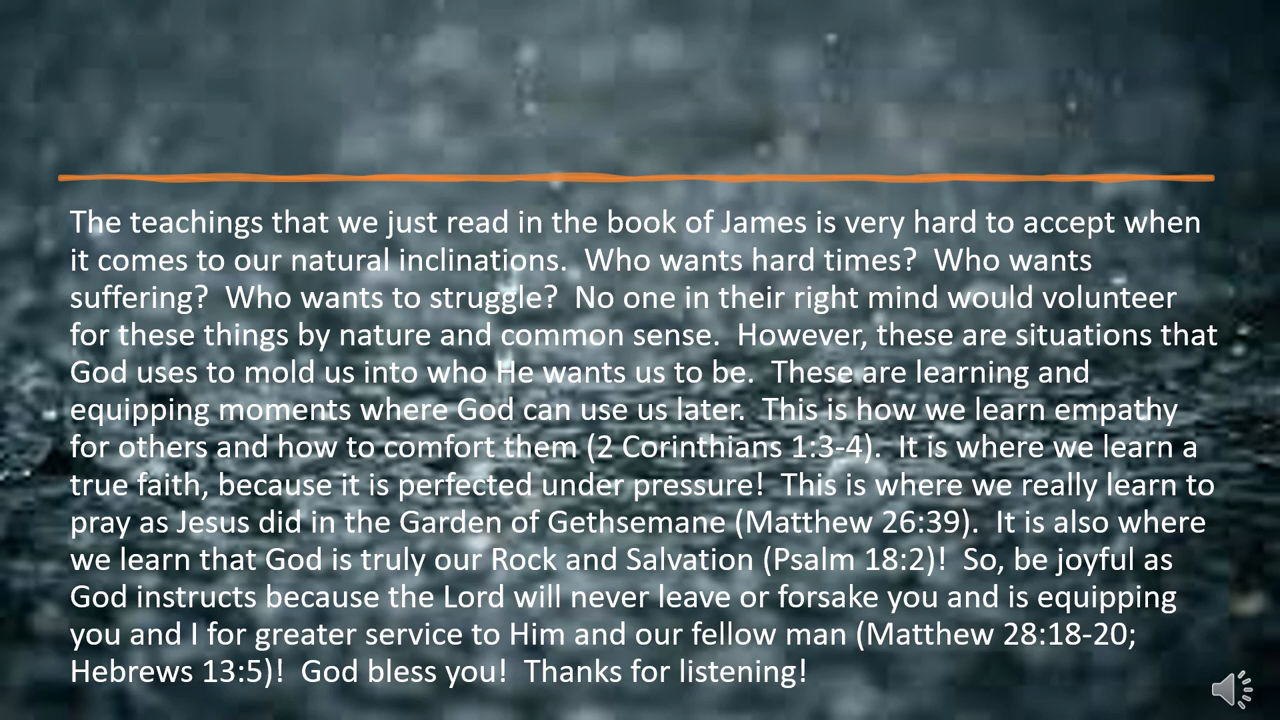 The teachings that we just read in the book of James is very hard to accept when
it comes to our natural inclinations.  Who wants hard times?  Who wants
suffering?  Who wants to struggle?  No one in their right mind would volunteer
for these things by nature and common sense.  However, these are situations that
God uses to mold us into who He wants us to be.  These are learning and
equipping moments where God can use us later.  This is how we learn empathy
for others and how to comfort them (2 Corinthians 1:3-4).  It is where we learn a
true faith, because it is perfected under pressure!  This is where we really learn to
pray as Jesus did in the Garden of Gethsemane (Matthew 26:39).  It is also where
we learn that God is truly our Rock and Salvation (Psalm 18:2)!  So, be joyful as
God instructs because the Lord will never leave or forsake you and is equipping
you and I for greater service to Him and our fellow man (Matthew 28:18-20;
Hebrews 13:5)!  God bless you!  Thanks for listening!